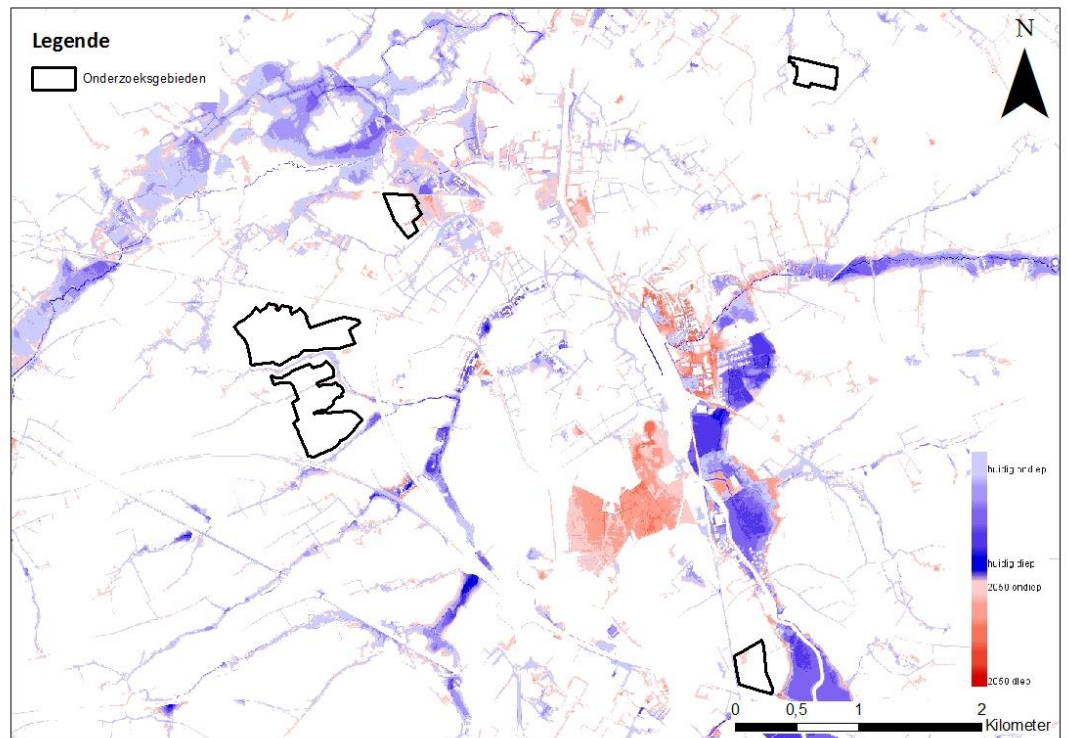 Legende
Onderzoeksgebieden
N
huidig ondiep
huidig diep
2050 ondiep
2050 diep
0 0,5 1 2
Kilometer